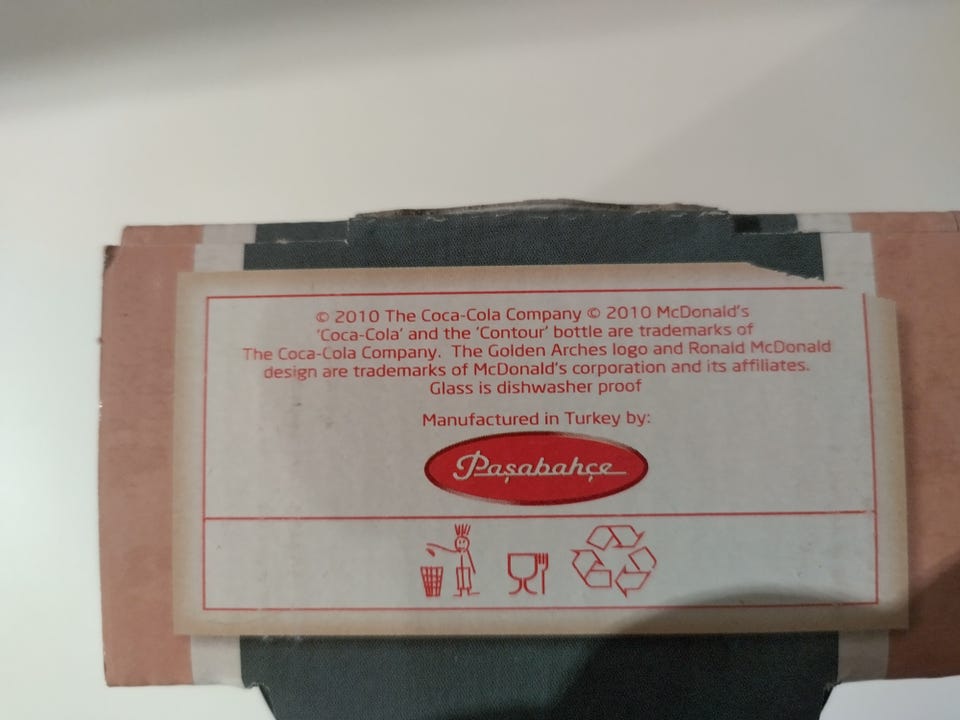 © 2010 The Coca-Cola Company © 2010 McDonald's
'Coca-Cola' and the 'Contour' bottle are trademarks of
The Coca-Cola Company. The Golden Arches logo and Ronald McDonald
design are trademarks of McDonald's corporation and its affiliates.
Glass is dishwasher proof
Manufactured in Turkey by:
Paşabahçe